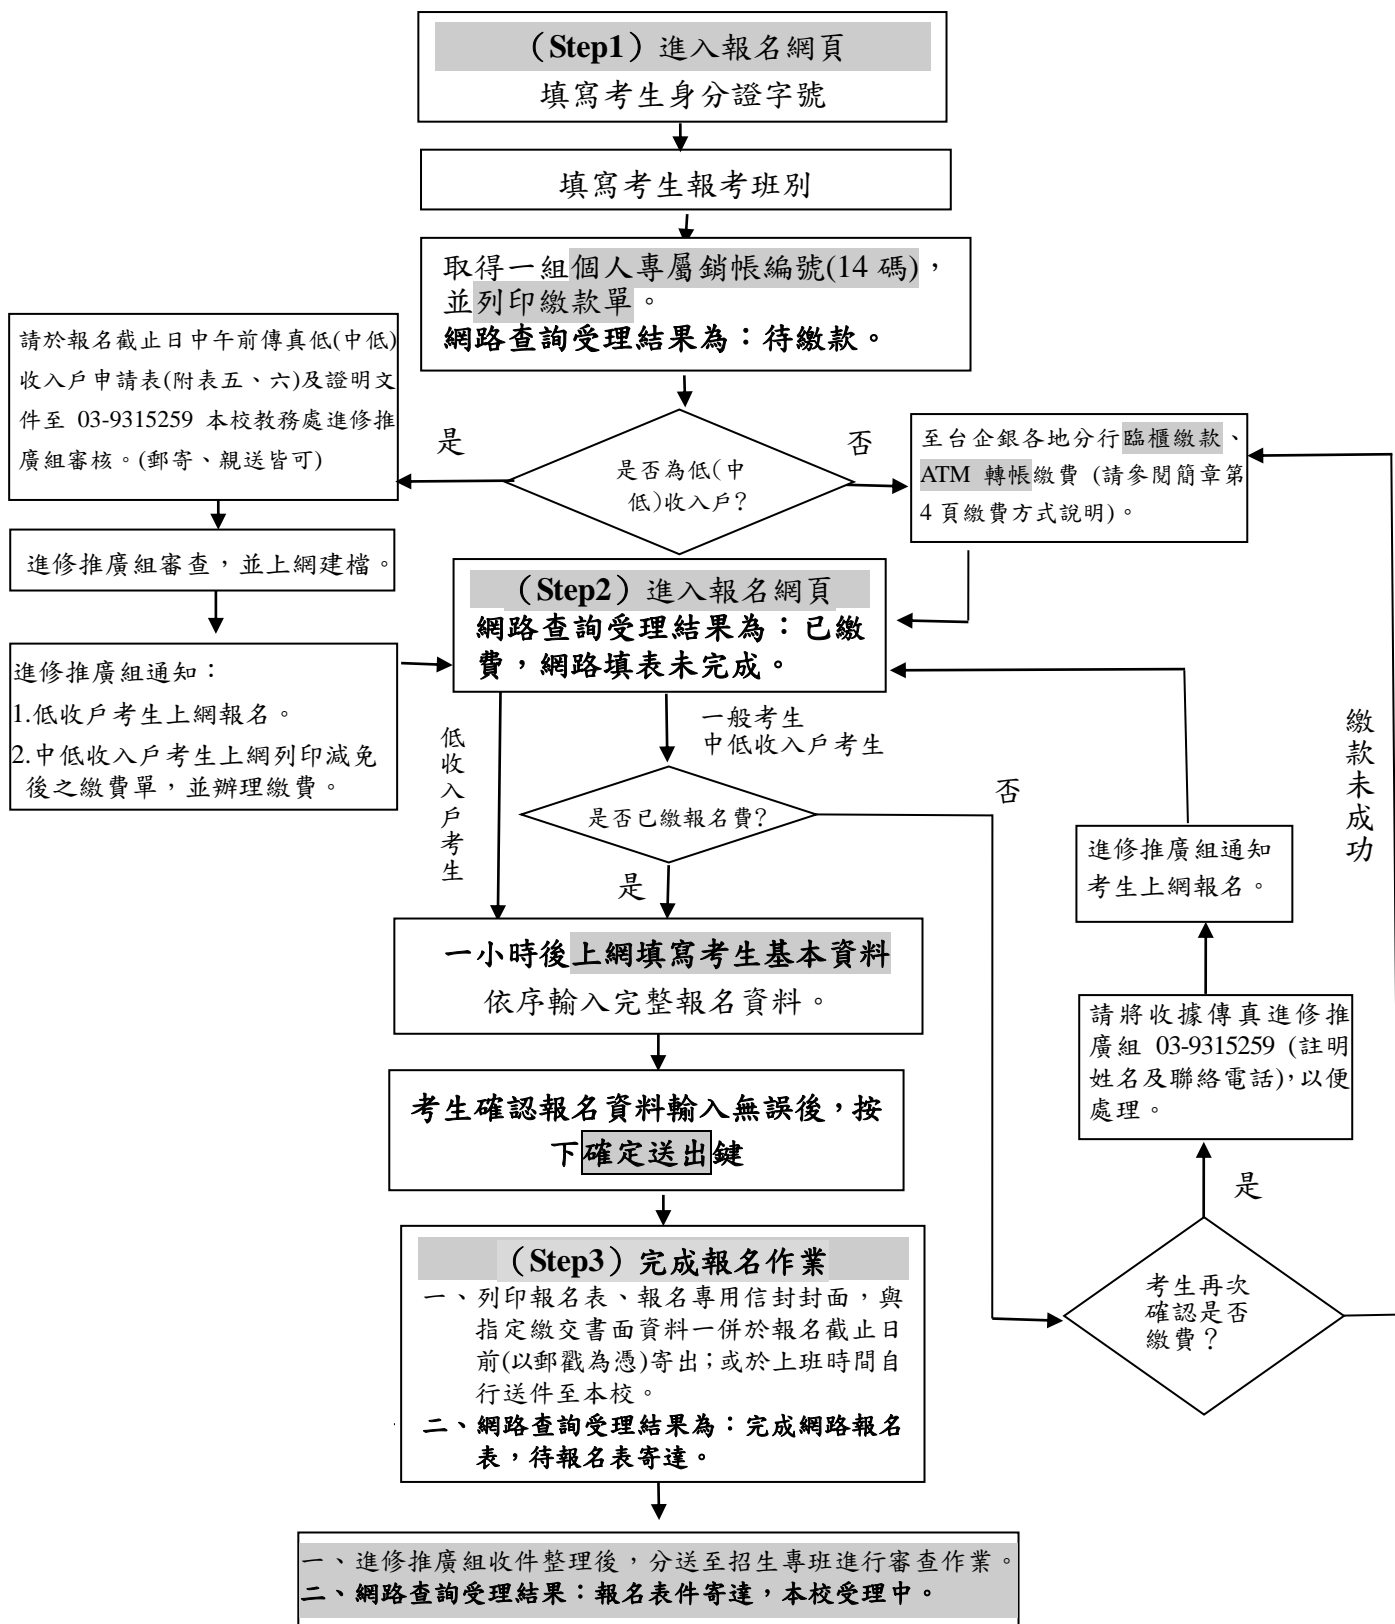 （Step1）進入報名網頁
填寫考生身分證字號
填寫考生報考班別
取得一組個人專屬銷帳編號(14 碼)，
並列印繳款單。
網路查詢受理結果為：待繳款。
請於報名截止日中午前傳真低(中低)
收入戶申請表(附表五、六)及證明文
件至 03-9315259 本校教務處進修推
廣組審核。(郵寄、親送皆可)
是
是否為低(中
低)收入戶?
否
至台企銀各地分行臨櫃繳款、
ATM 轉帳繳費 (請參閱簡章第
4 頁繳費方式說明)。
進修推廣組審查，並上網建檔。
（Step2）進入報名網頁
網路查詢受理結果為：已繳
費，網路填表未完成。
進修推廣組通知：
1.低收戶考生上網報名。
2.中低收入戶考生上網列印減免
後之繳費單，並辦理繳費。
低收入戶考生
一般考生
中低收入戶考生
是否已繳報名費?
否
是
繳款未成功
進修推廣組通知
考生上網報名。
一小時後上網填寫考生基本資料
依序輸入完整報名資料。
請將收據傳真進修推
廣組 03-9315259 (註明
姓名及聯絡電話)，以便
處理。
考生確認報名資料輸入無誤後，按
下確定送出鍵
是
考生再次
確認是否
繳費？
（Step3）完成報名作業
一、列印報名表、報名專用信封封面，與
指定繳交書面資料一併於報名截止日
前(以郵戳為憑)寄出；或於上班時間自
行送件至本校。
二、網路查詢受理結果為：完成網路報名
表，待報名表寄達。
一、進修推廣組收件整理後，分送至招生專班進行審查作業。
二、網路查詢受理結果：報名表件寄達，本校受理中。